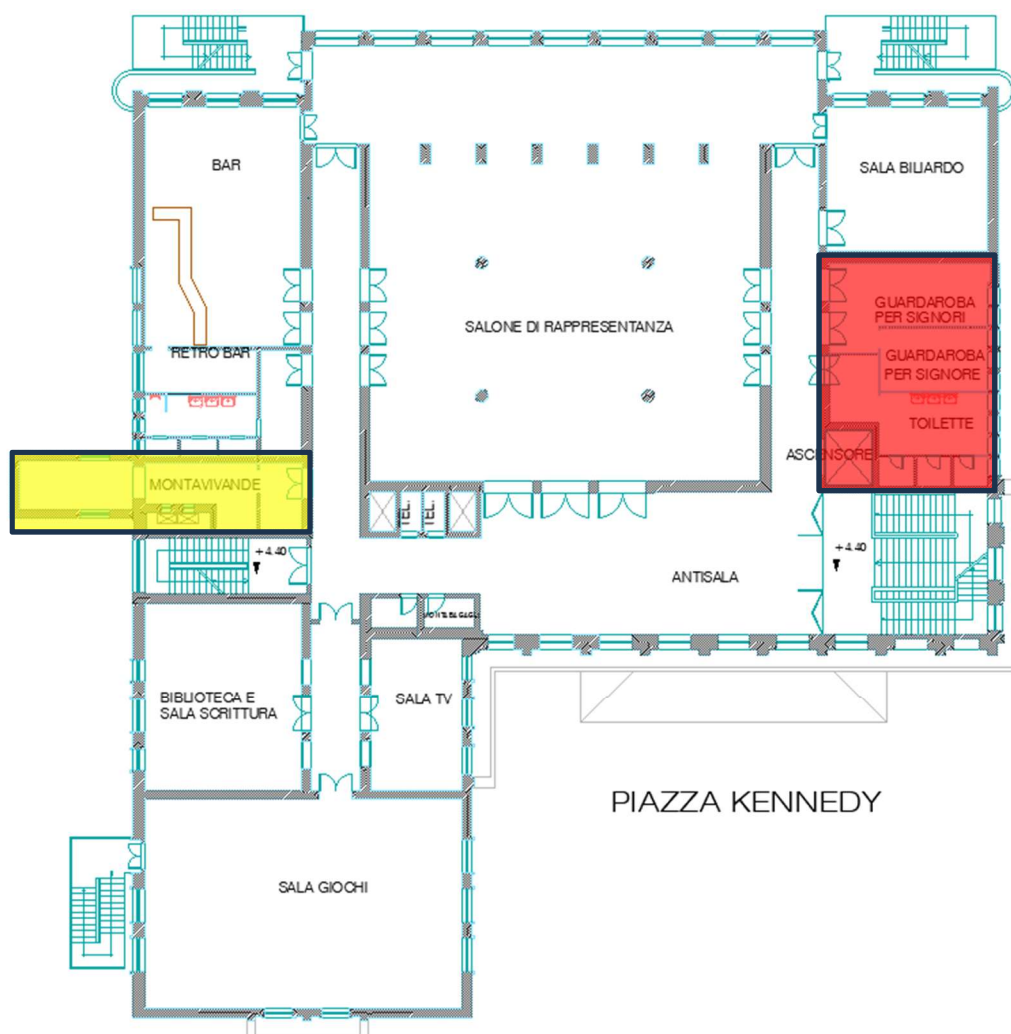 BAR
SALA BILIARDO
GUARDAROBA
PER SIGNORI
SALONE DI RAPPRESENTANZA
RETRO BAR
GUARDAROBA
PER SIGNORE
TOILETTE
ASCENSORE
MONTAVIVANDE
TEL.
TEL.
+4.40
+4.40
ANTISALA
BIBLIOTECA E
SALA SCRITTURA
SALA TV
PIAZZA KENNEDY
SALA GIOCHI